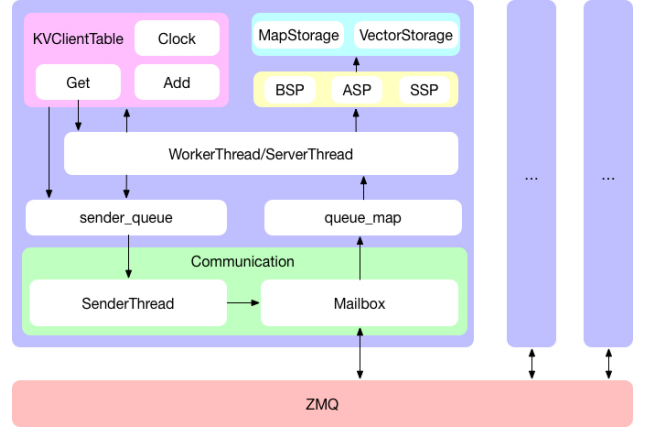 KVClientTable
Clock
Get
Add
MapStorage
VectorStorage
BSP
ASP
SSP
WorkerThread/ServerThread
...
...
sender_queue
queue_map
Communication
SenderThread
Mailbox
ZMQ